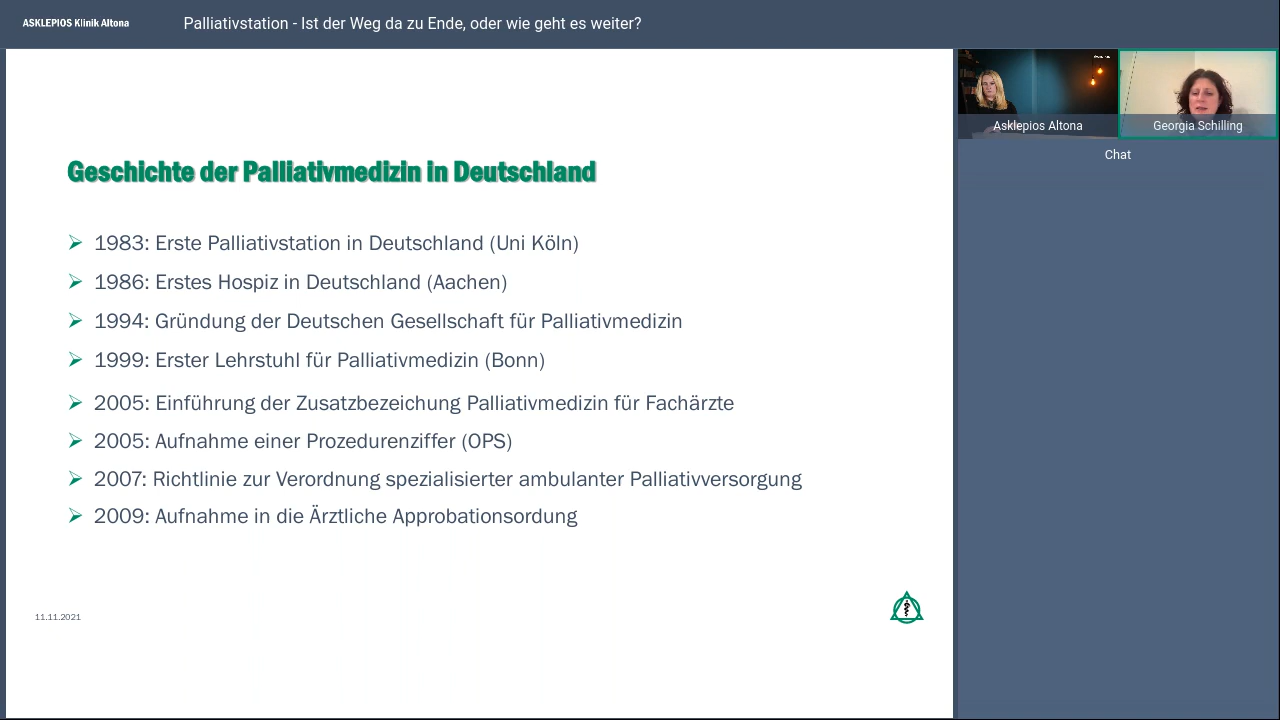 ASKLEPIOS Klinik Altona
Palliativstation - Ist der Weg da zu Ende, oder wie geht es weiter?
Asklepios Altona
Georgia Schilling
Chat
Geschichte der Palliativmedizin in Deutschland
1983: Erste Palliativstation in Deutschland (Uni Köln)
1986: Erstes Hospiz in Deutschland (Aachen)
1994: Gründung der Deutschen Gesellschaft für Palliativmedizin
1999: Erster Lehrstuhl für Palliativmedizin (Bonn)
2005: Einführung der Zusatzbezeichung Palliativmedizin für Fachärzte
2005: Aufnahme einer Prozedurenziffer (OPS)
2007: Richtlinie zur Verordnung spezialisierter ambulanter Palliativversorgung
2009: Aufnahme in die Ärztliche Approbationsordung
11.11.2021